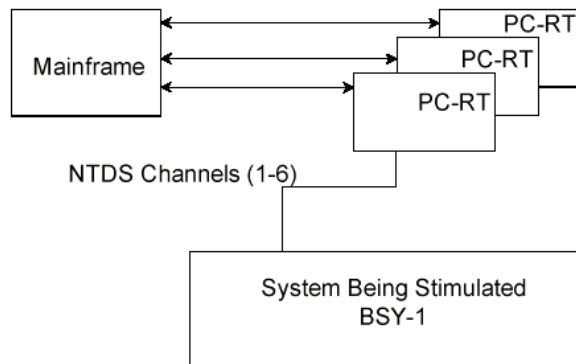 PC-RT
Mainframe
PC-RT
PC-RT
NTDS Channels (1-6)
System Being Stimulated
BSY-1